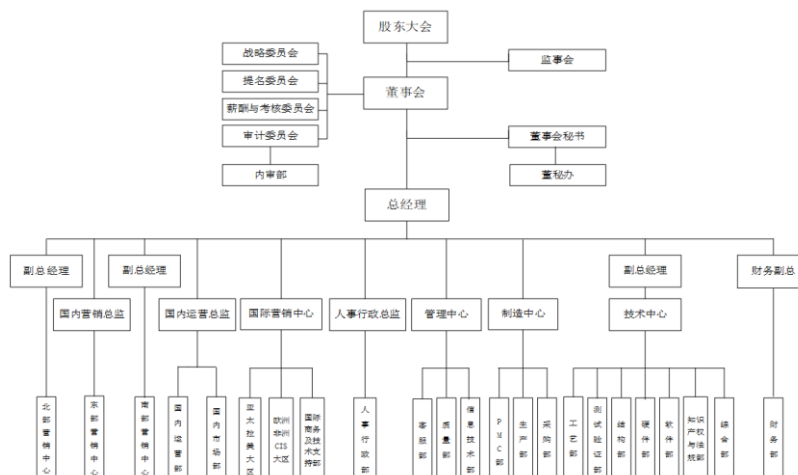 股东大会
战略委员会
监事会
提名委员会
董事会
薪酬与考核委员会
审计委员会
董事会秘书
内审部
董秘办
总经理
副总经理
副总经理
副总经理
财务副总
国内营销总监
国内运营总监
国际营销中心
人事行政总监
管理中心
制造中心
技术中心
北部营销中心
东部营销中心
南部营销中心
国内运营部
国内市场部
亚太拉美大区
欧洲
非洲
CIS
大区
国际
商务
及技
术支
持部
人事行政部
客服部
质量部
信息技术部
PMC部
生产部
采购部
工艺部
测试验证部
结构部
硬件部
软件部
知识
产权
与法
规部
综合部
财务部